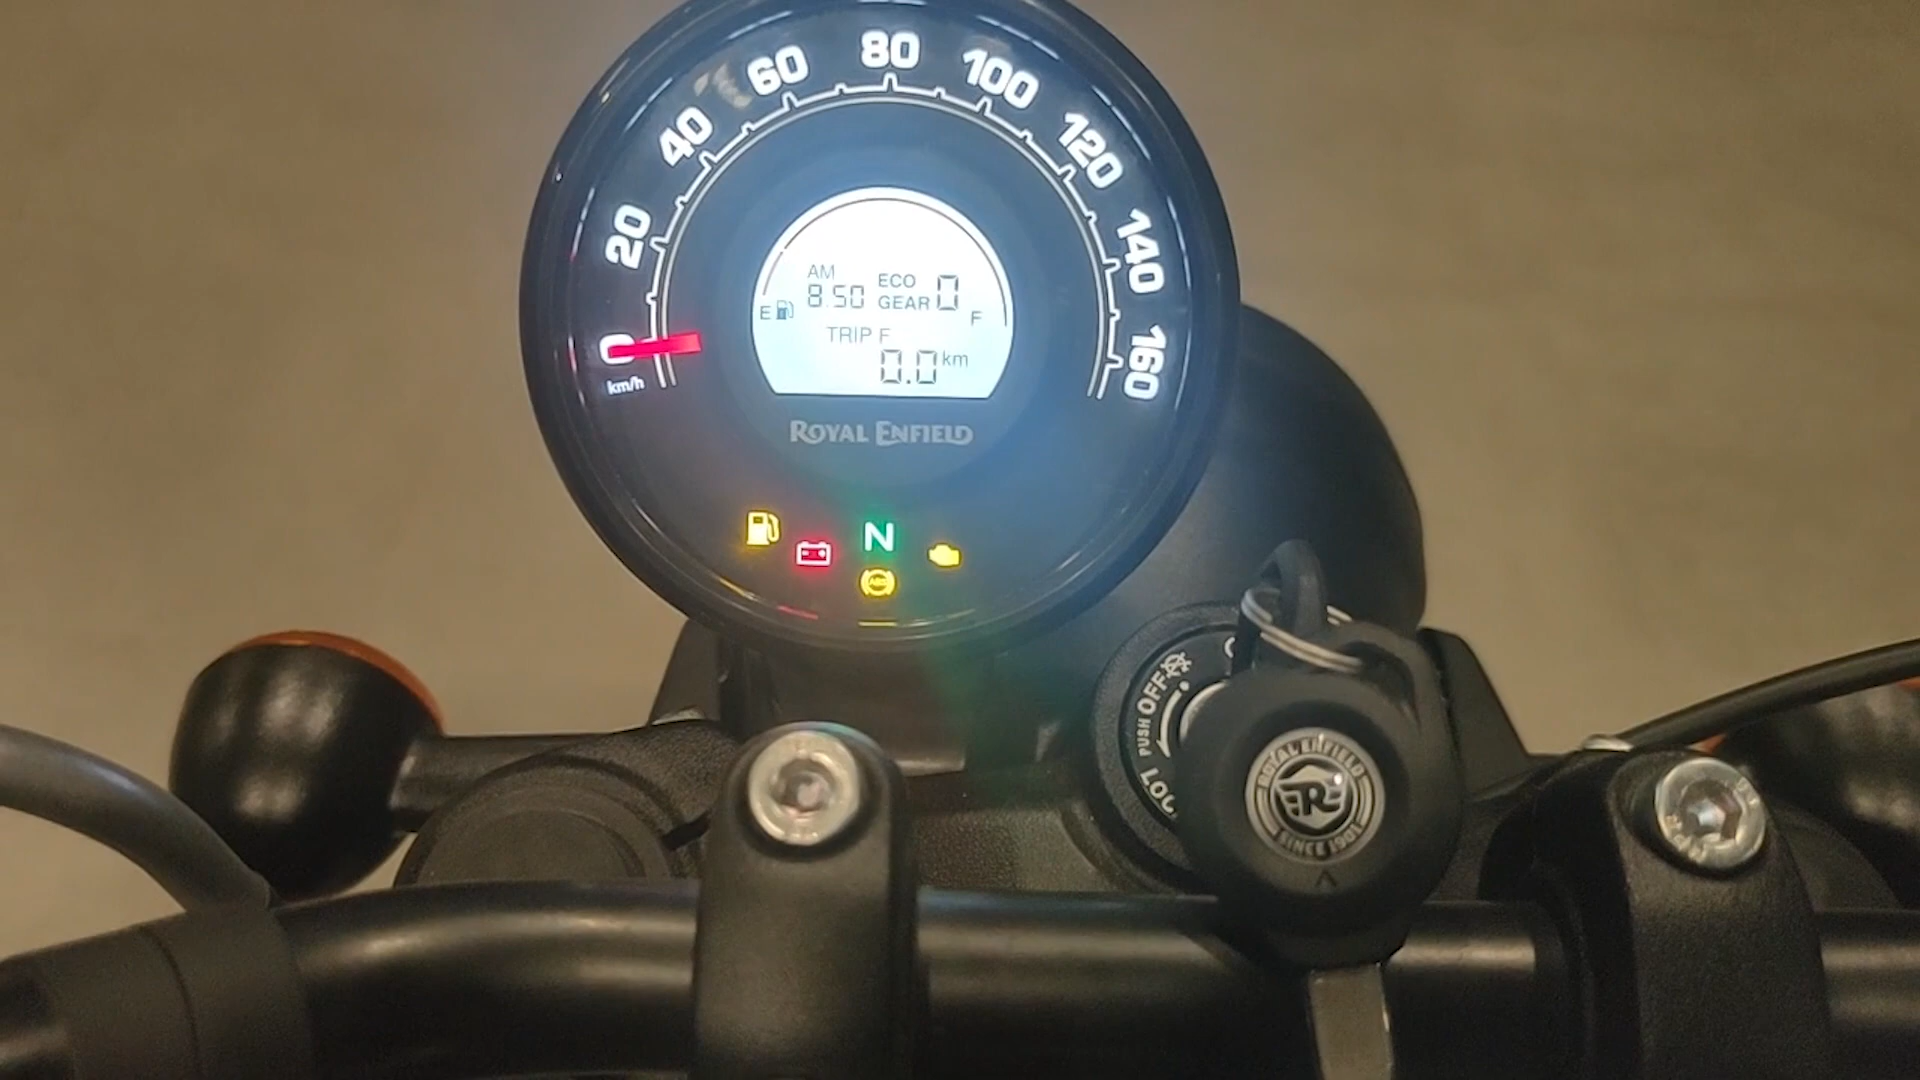 0
20
40
60
80
100
120
140
160
km/h
AM
8.50
ECO
GEAR 0
E
F
TRIP F
0.0 km
ROYAL ENFIELD
N
ABS
OFF
PUSH
ROYAL ENFIELD
R
SINCE 1901